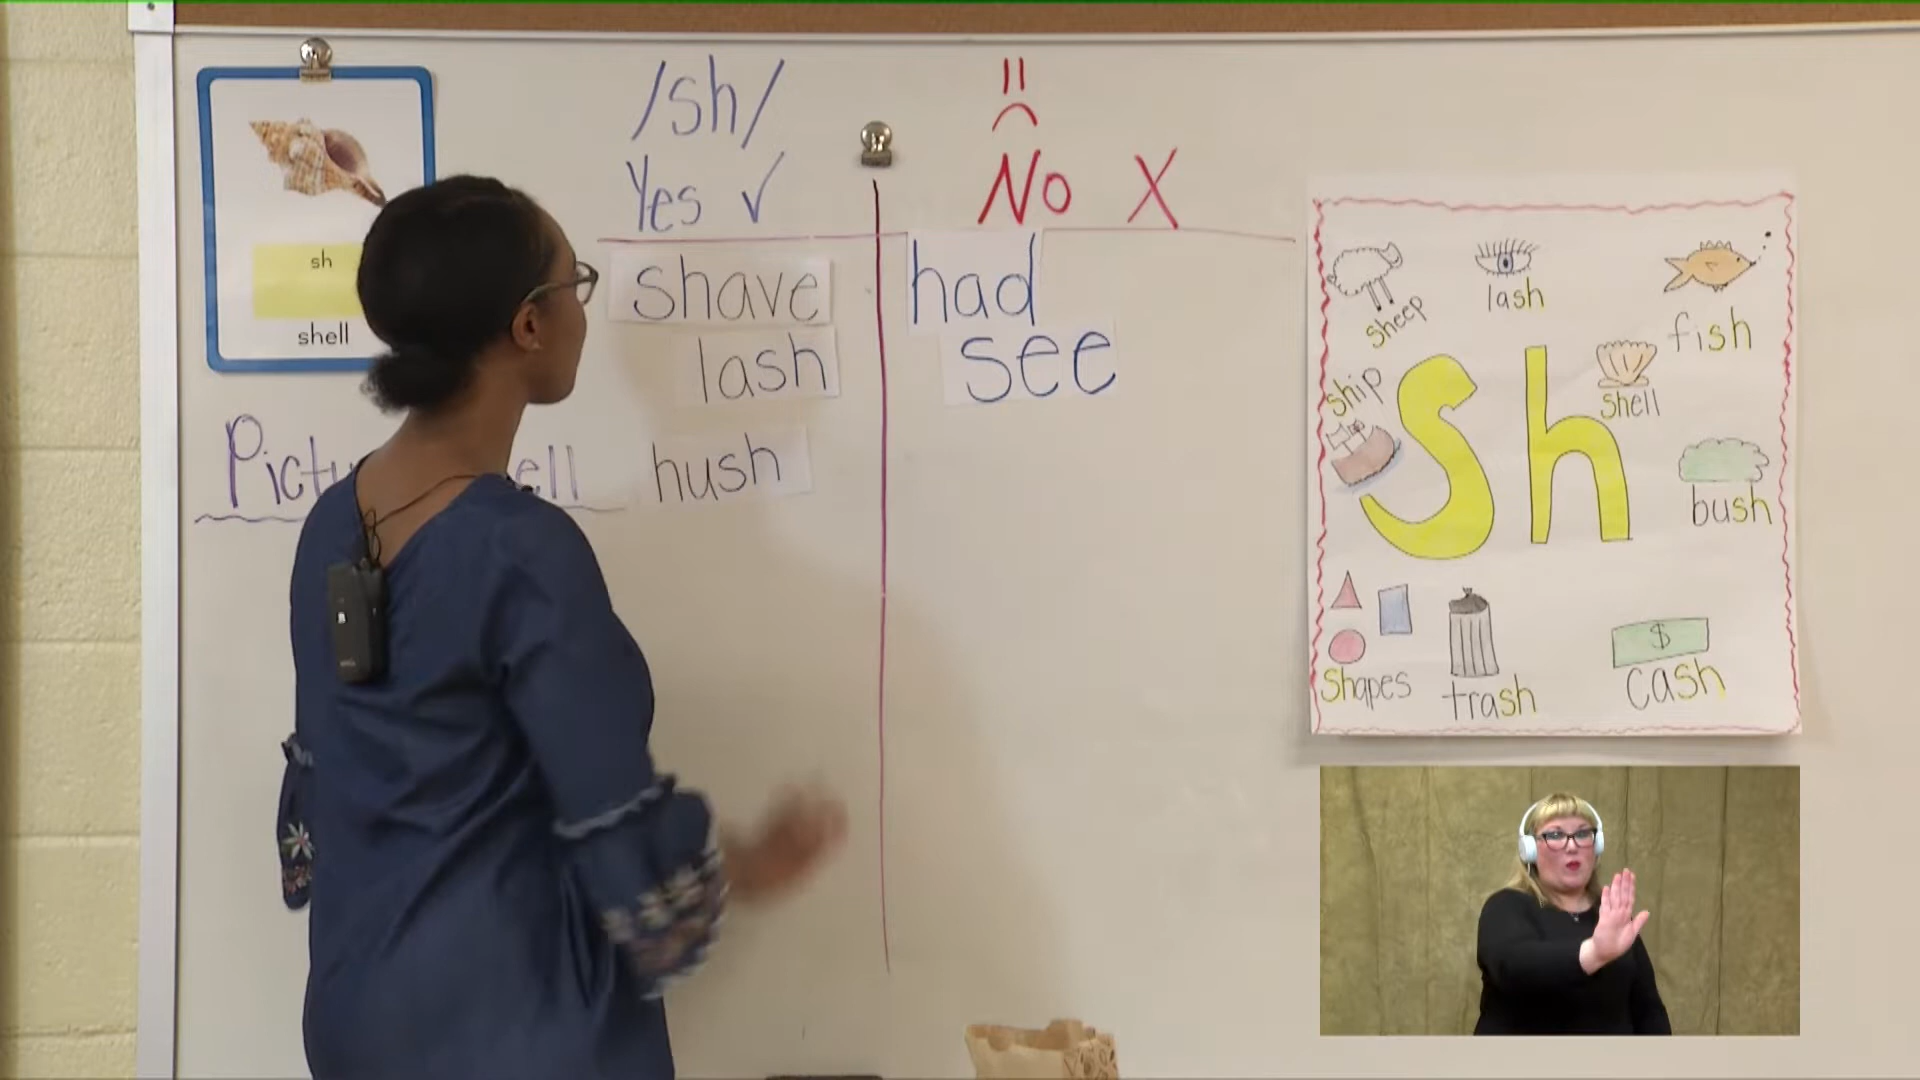 sh
shell
/sh/
Yes ✓
No X
shave
lash
hush
had
see
sheep
lash
fish
ship
sh
shell
bush
shapes
trash
$
cash